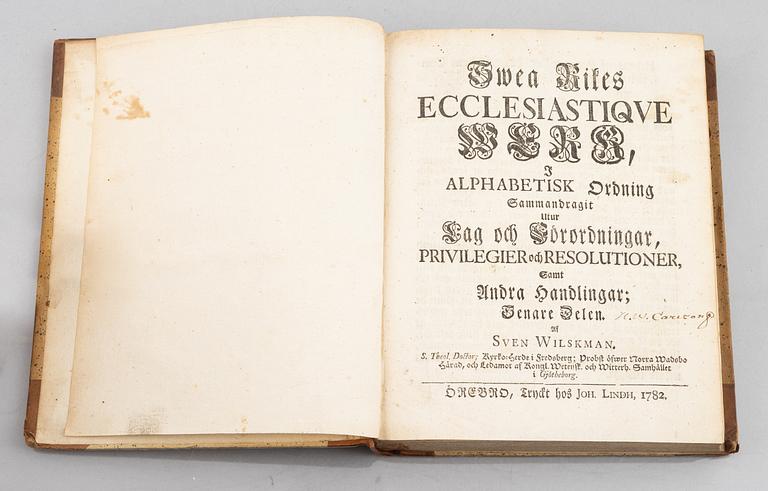 Swea Rikes
ECCLESIASTIQVE
WERK,
I
ALPHABETISK Ordning
Sammandragit
Utur
Lag och Förordningar,
PRIVILEGIER och RESOLUTIONER,
Samt
Andra Handlingar;
Senare Delen.
Af
SVEN WILSKMAN.
S. Theol. Doctor; Kyrko-Herde i Fredsberg; Probst öfwer Norra Wadsbo
Härad, och Ledamot af Kongl. Wetensk. och Witterh. Samhället
i Götheborg.
ÖREBRO, Tryckt hos JOH. LINDH, 1782.